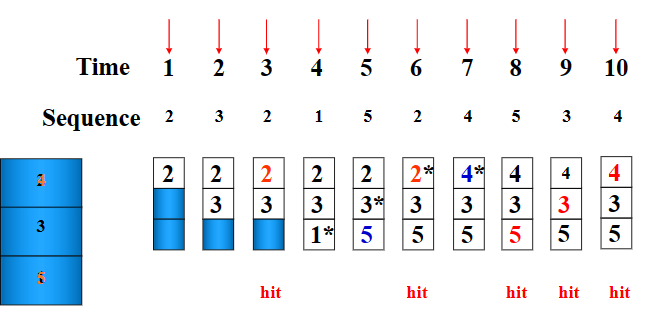 Time 1 2 3 4 5 6 7 8 9 10
Sequence 2 3 2 1 5 2 4 5 3 4
2 2 2 2 2 2* 4* 4 4 4
3 3 3 3 3* 3 3 3 3 3
1* 5 5 5 5 5 5
hit hit hit hit hit